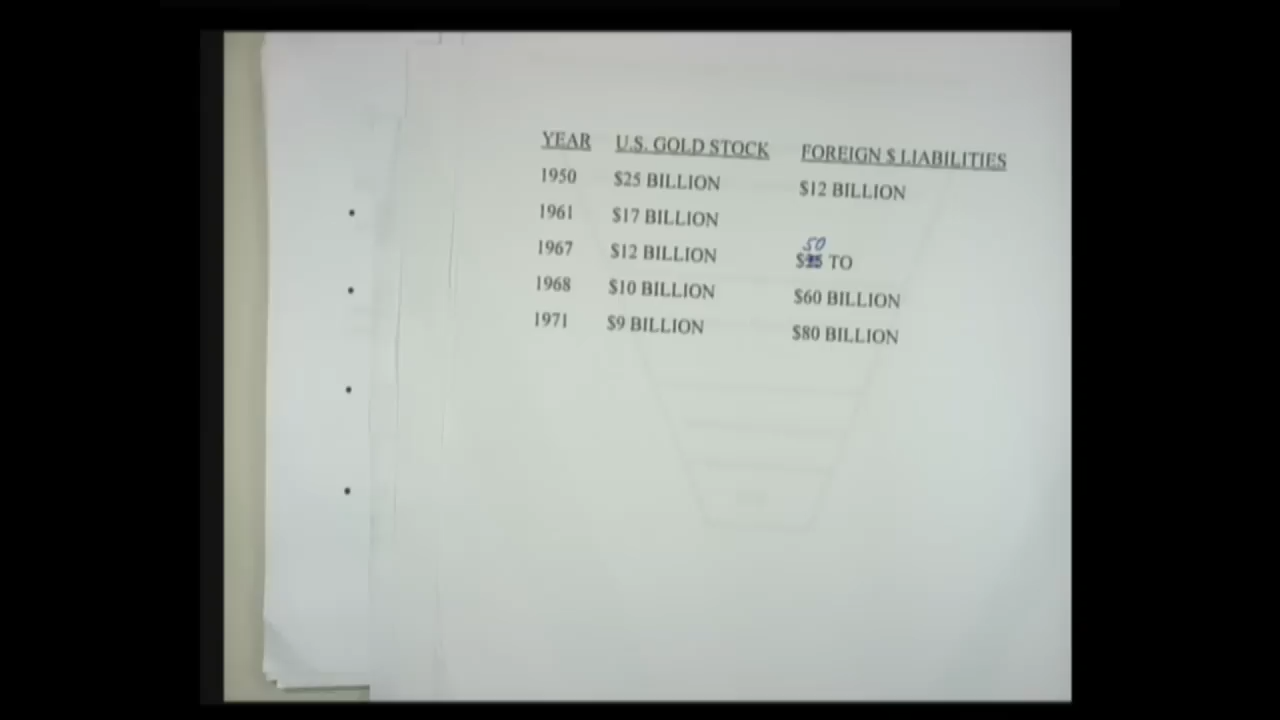 YEAR U.S. GOLD STOCK FOREIGN $ LIABILITIES
1950 $25 BILLION $12 BILLION
1961 $17 BILLION
50
1967 $12 BILLION $ TO
1968 $10 BILLION $60 BILLION
1971 $9 BILLION $80 BILLION